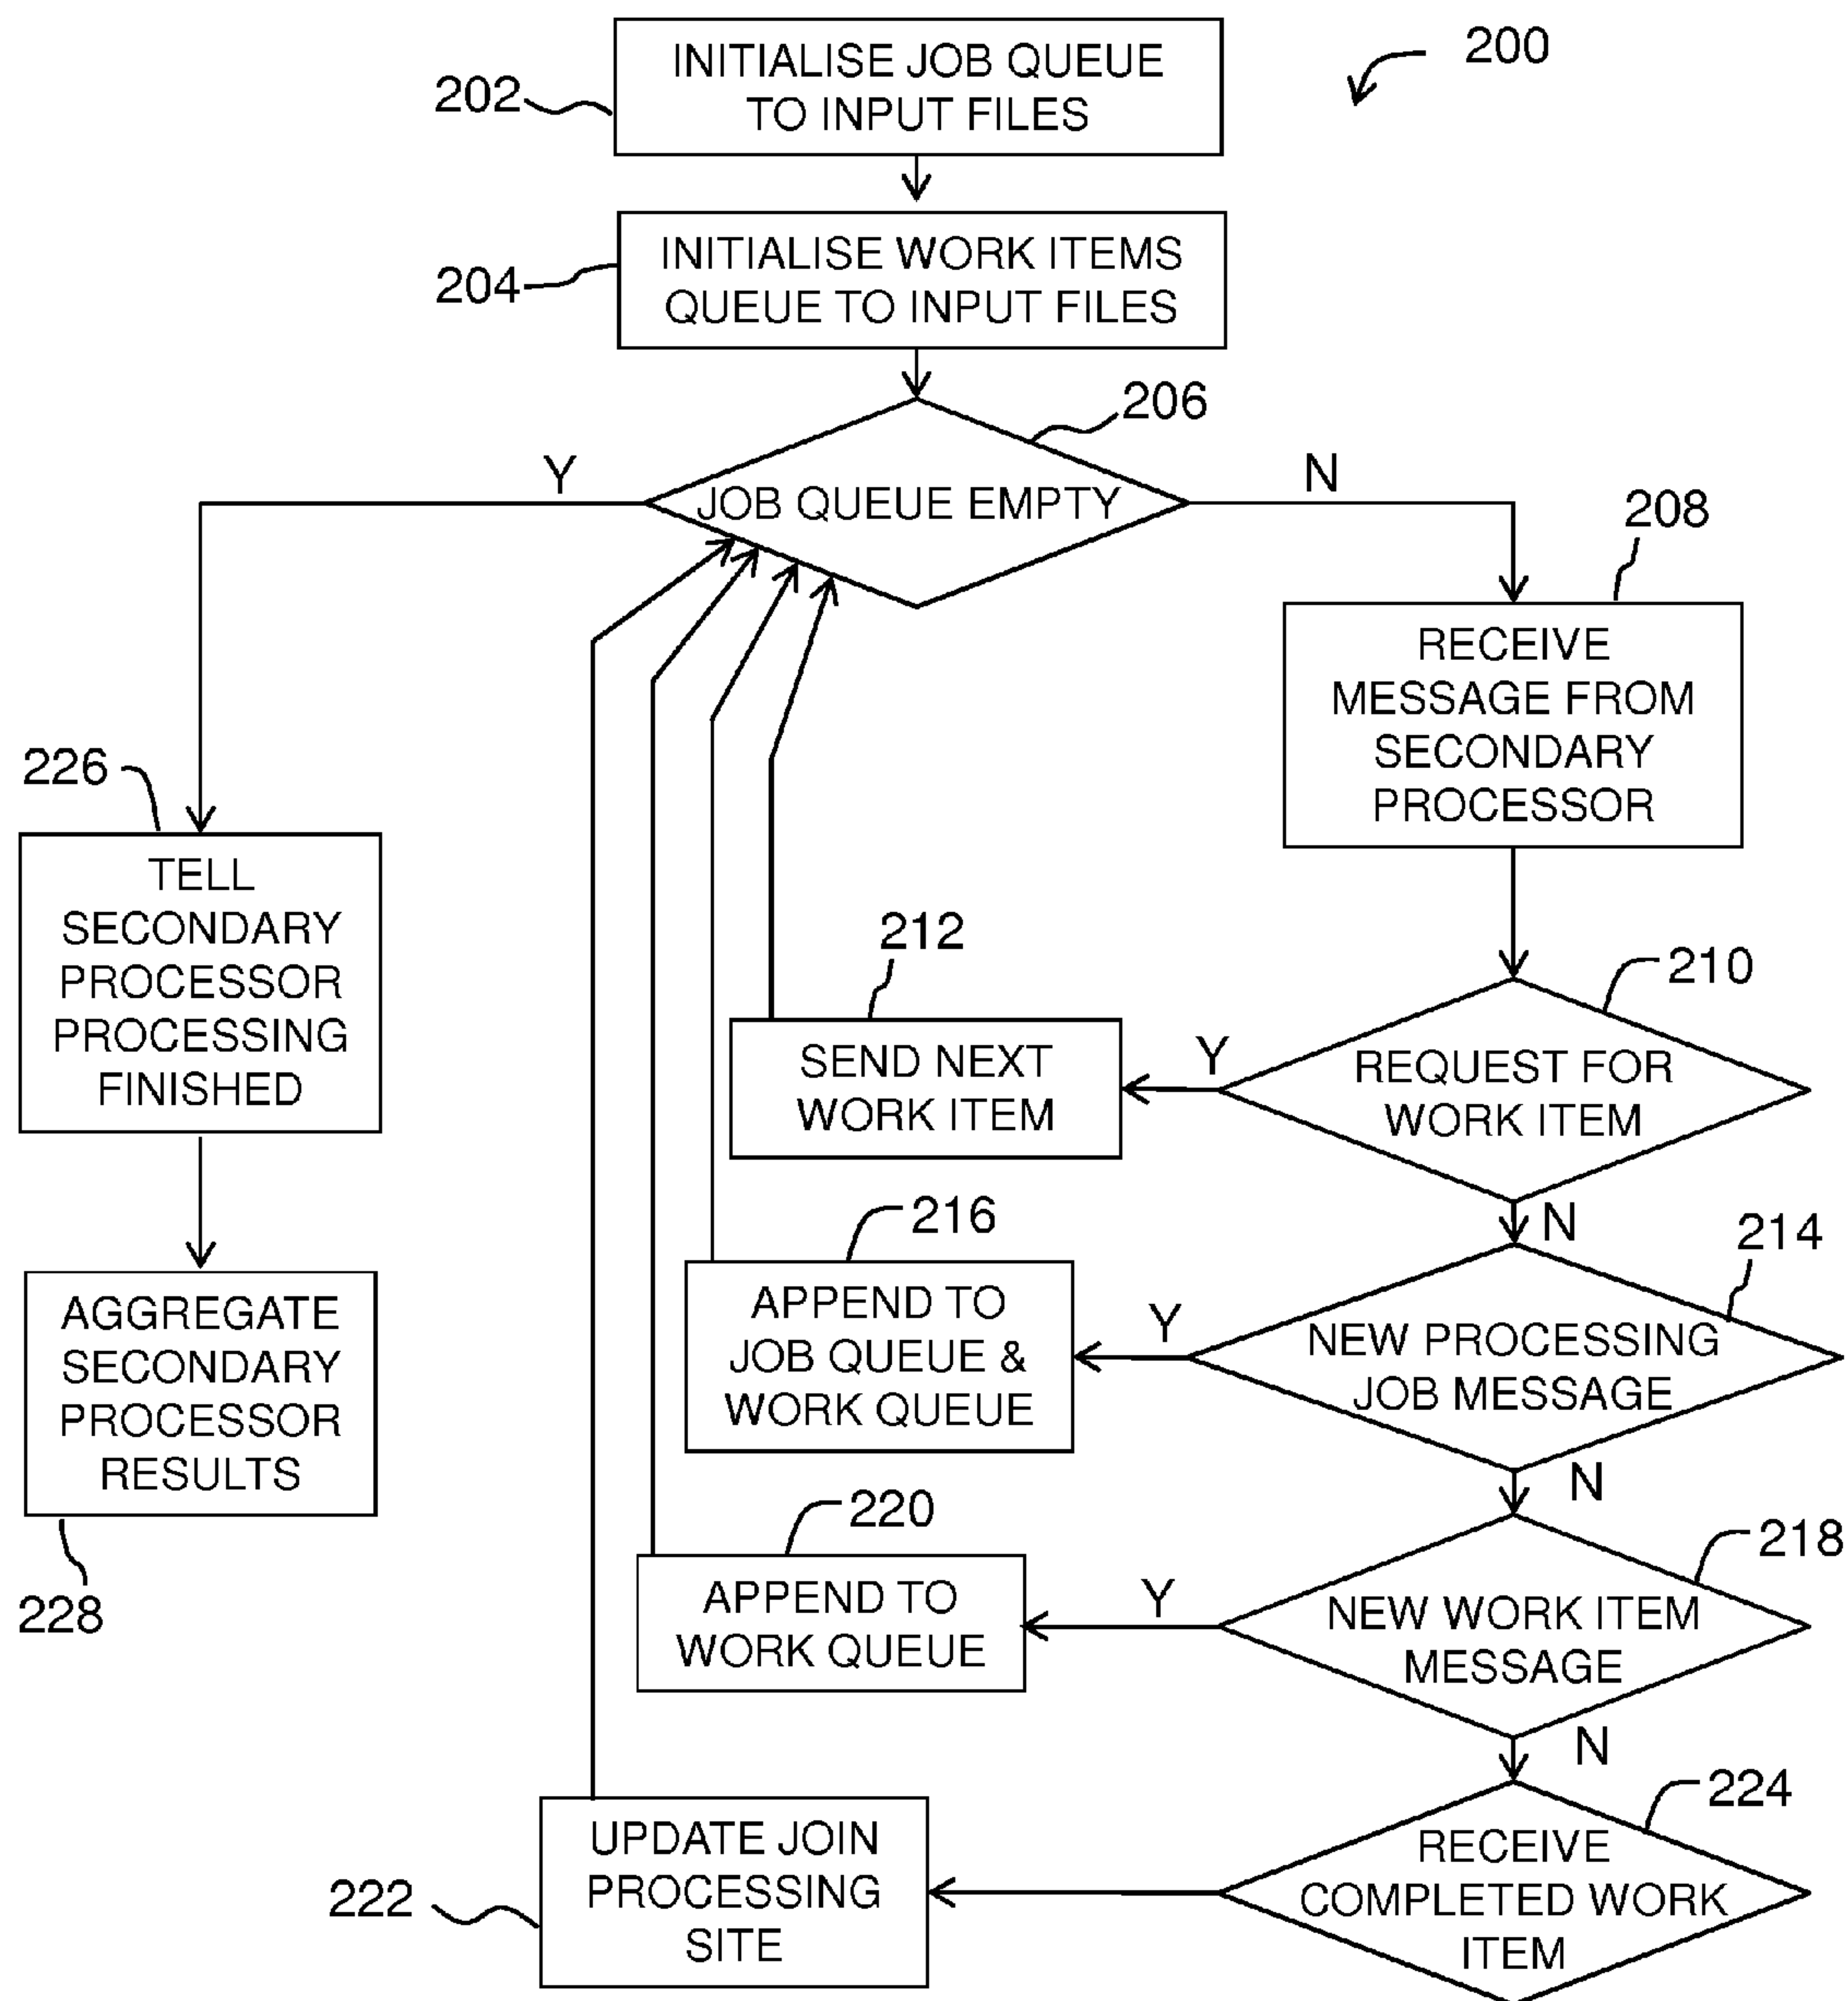 200
202
INITIALISE JOB QUEUE
TO INPUT FILES
204
INITIALISE WORK ITEMS
QUEUE TO INPUT FILES
206
Y
JOB QUEUE EMPTY
N
208
RECEIVE
MESSAGE FROM
SECONDARY
PROCESSOR
226
TELL
SECONDARY
PROCESSOR
PROCESSING
FINISHED
212
SEND NEXT
WORK ITEM
Y
210
REQUEST FOR
WORK ITEM
N
216
APPEND TO
JOB QUEUE &
WORK QUEUE
Y
214
NEW PROCESSING
JOB MESSAGE
N
AGGREGATE
SECONDARY
PROCESSOR
RESULTS
228
220
APPEND TO
WORK QUEUE
Y
218
NEW WORK ITEM
MESSAGE
N
222
UPDATE JOIN
PROCESSING
SITE
224
RECEIVE
COMPLETED WORK
ITEM